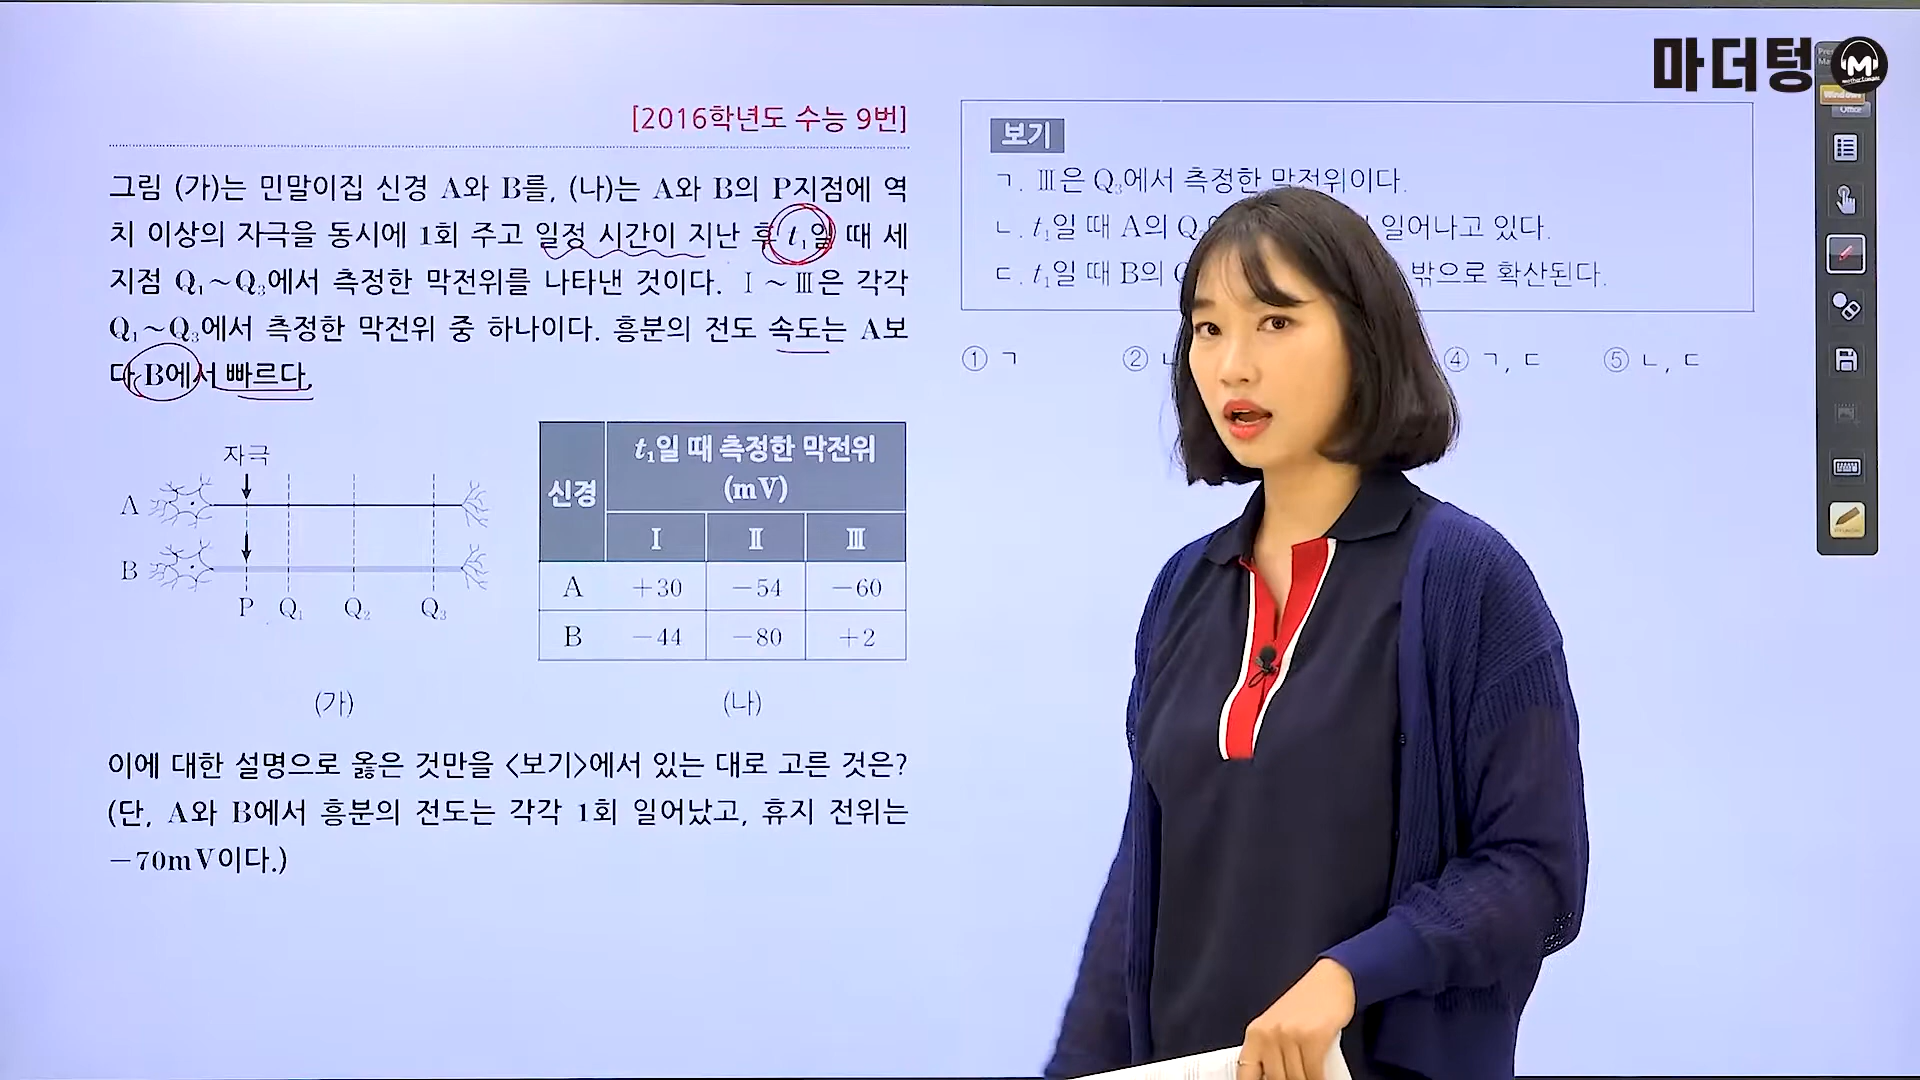 마더텅
[2016학년도 수능 9번]
그림 (가)는 민말이집 신경 A와 B를, (나)는 A와 B의 P지점에 역
치 이상의 자극을 동시에 1회 주고 일정 시간이 지난 후 t₁일 때 세
지점 Q₁~Q₃에서 측정한 막전위를 나타낸 것이다. Ⅰ~Ⅲ은 각각
Q₁~Q₃에서 측정한 막전위 중 하나이다. 흥분의 전도 속도는 A보
다 B에서 빠르다.
자극
A
B
P Q₁ Q₂ Q₃
(가)
신경 t₁일 때 측정한 막전위
(mV)
Ⅰ Ⅱ Ⅲ
A +30 -54 -60
B -44 -80 +2
(나)
이에 대한 설명으로 옳은 것만을 <보기>에서 있는 대로 고른 것은?
(단, A와 B에서 흥분의 전도는 각각 1회 일어났고, 휴지 전위는
-70mV이다.)
보기
ㄱ. Ⅲ은 Q₃에서 측정한 막전위이다.
ㄴ. t₁일 때 A의 일어나고 있다.
ㄷ. t₁일 때 B의 밖으로 확산된다.
① ㄱ ② ④ ㄱ, ㄷ ⑤ ㄴ, ㄷ